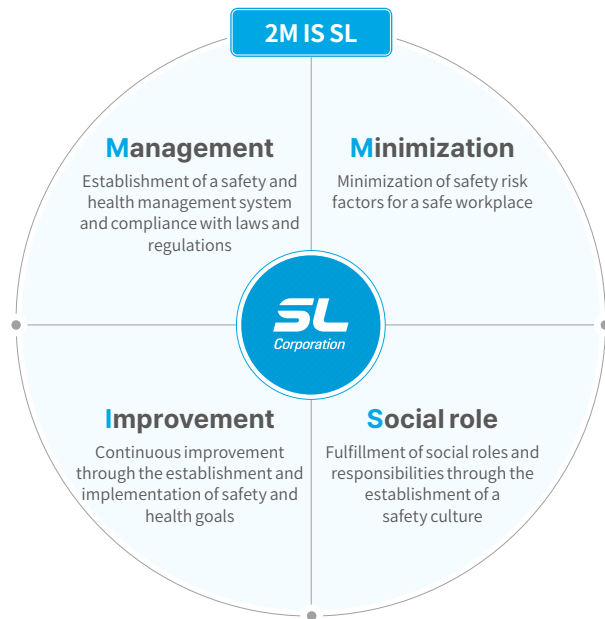 2M IS SL
Management
Establishment of a safety and
health management system
and compliance with laws and
regulations
Minimization
Minimization of safety risk
factors for a safe workplace
SL
Corporation
Improvement
Continuous improvement
through the establishment and
implementation of safety and
health goals
Social role
Fulfillment of social roles and
responsibilities through the
establishment of a
safety culture